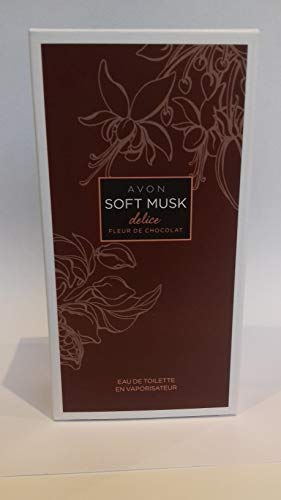 AVON
SOFT MUSK
delice
FLEUR DE CHOCOLAT
EAU DE TOILETTE
EN VAPORISATEUR